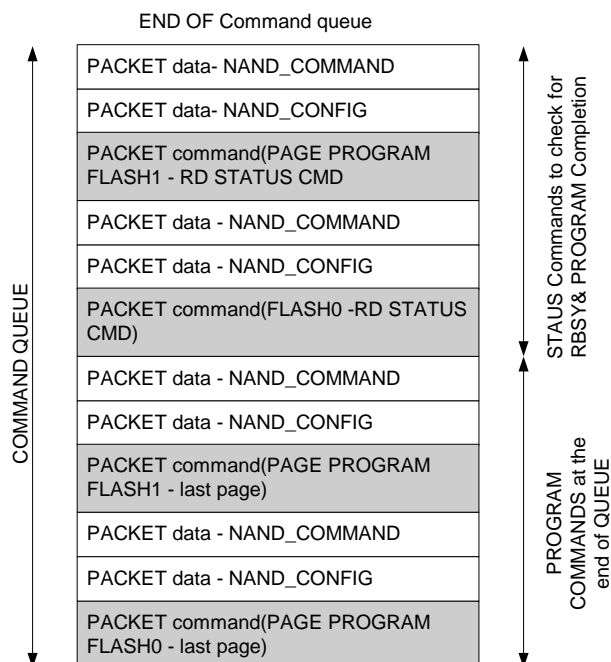 END OF Command queue
PACKET data- NAND_COMMAND
PACKET data- NAND_CONFIG
PACKET command(PAGE PROGRAM
FLASH1 - RD STATUS CMD
PACKET data - NAND_COMMAND
PACKET data - NAND_CONFIG
PACKET command(FLASH0 -RD STATUS
CMD)
PACKET data - NAND_COMMAND
PACKET data - NAND_CONFIG
PACKET command(PAGE PROGRAM
FLASH1 - last page)
PACKET data - NAND_COMMAND
PACKET data - NAND_CONFIG
PACKET command(PAGE PROGRAM
FLASH0 - last page)
COMMAND QUEUE
STAUS Commands to check for
RBSY& PROGRAM Completion
PROGRAM
COMMANDS at the
end of QUEUE